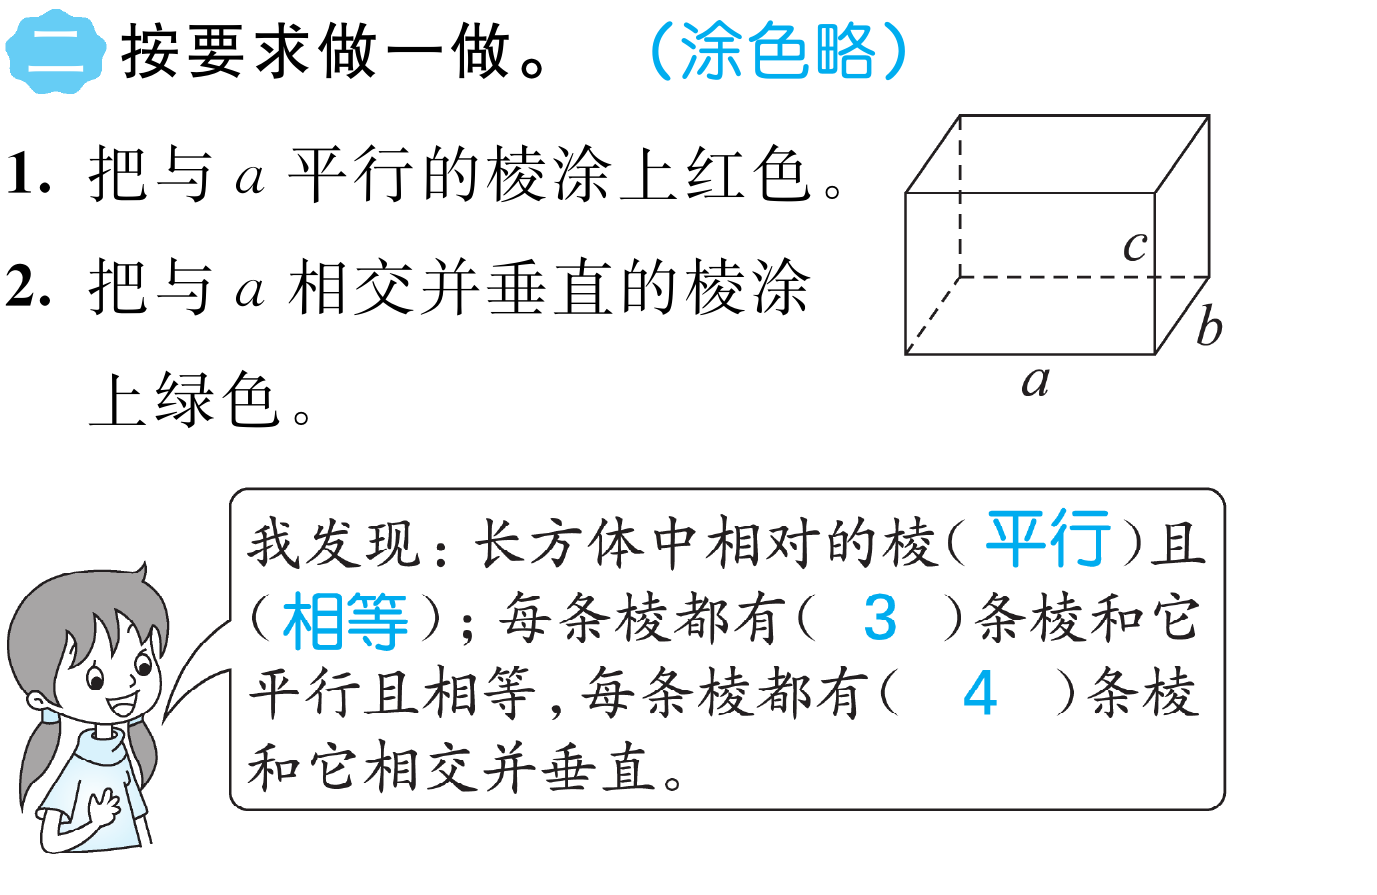 二 按要求做一做。 （涂色略）
1. 把与 a 平行的棱涂上红色。
2. 把与 a 相交并垂直的棱涂
上绿色。
c
b
a
我发现：长方体中相对的棱（平行）且
（相等）；每条棱都有（ 3 ）条棱和它
平行且相等，每条棱都有（ 4 ）条棱
和它相交并垂直。